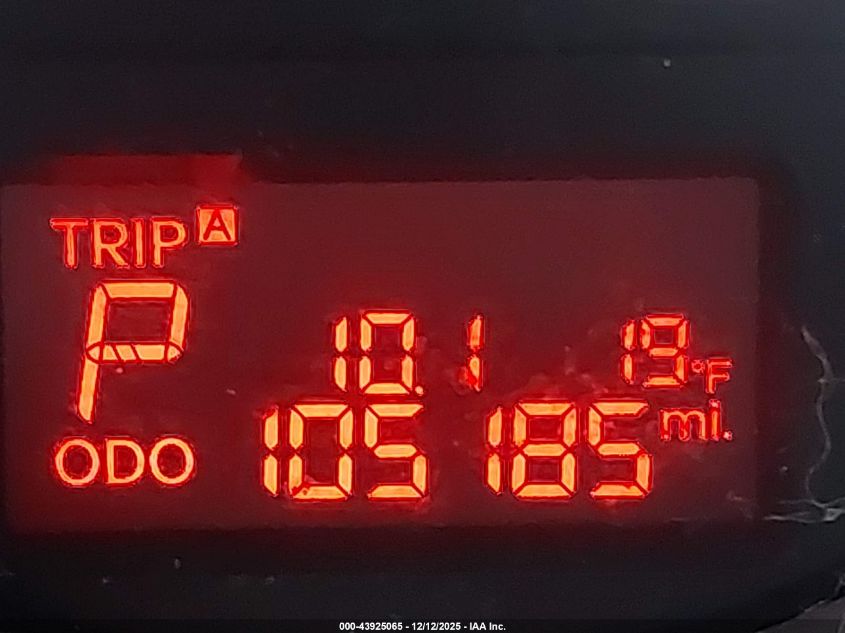 TRIP A
P
10.1 19°F
ODO 105185 mi.
000-43925065 - 12/12/2025 - IAA Inc.